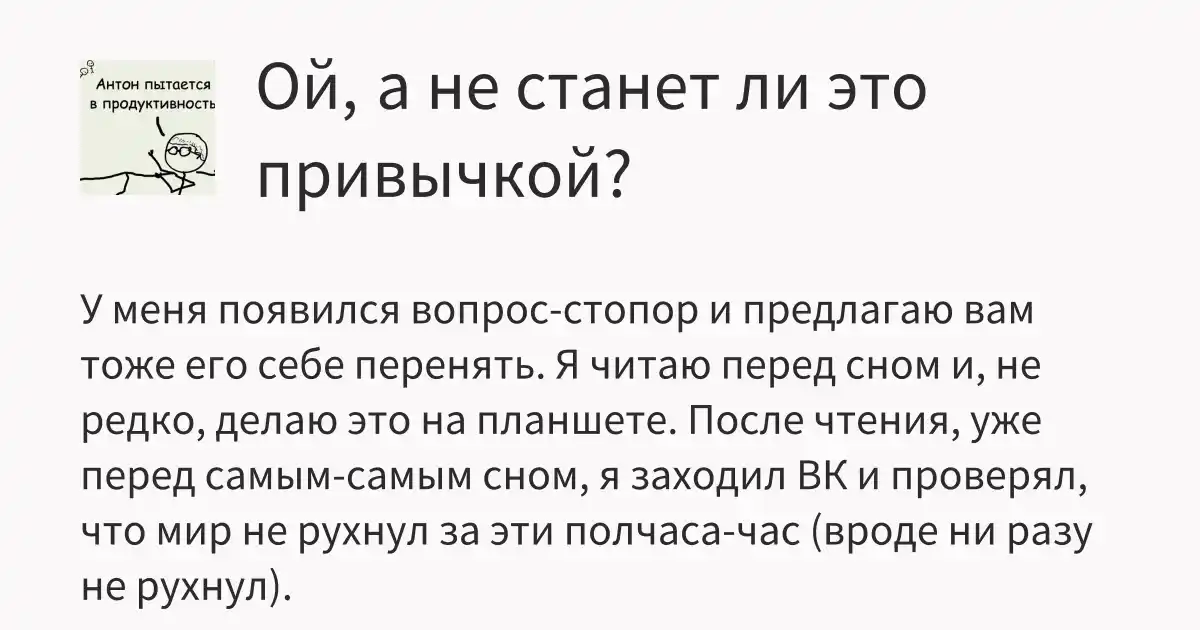 Антон пытается
в продуктивность
Ой, а не станет ли это
привычкой?
У меня появился вопрос-стопор и предлагаю вам
тоже его себе перенять. Я читаю перед сном и, не
редко, делаю это на планшете. После чтения, уже
перед самым-самым сном, я заходил ВК и проверял,
что мир не рухнул за эти полчаса-час (вроде ни разу
не рухнул).